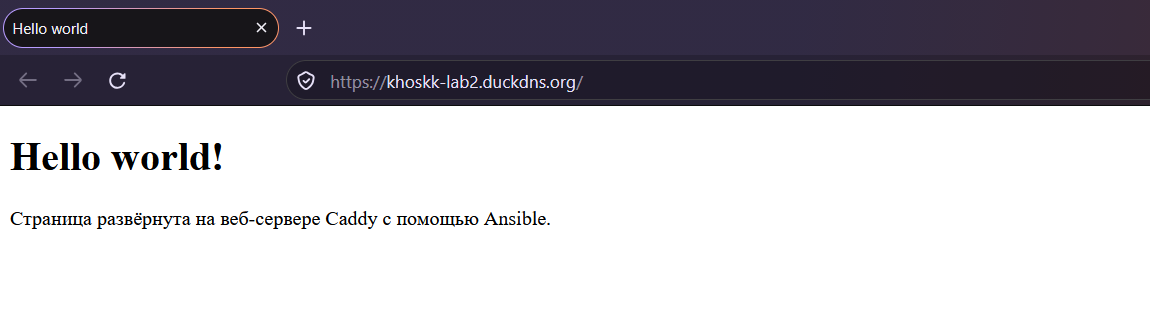 Hello world
https://khoskk-lab2.duckdns.org/
Hello world!
Страница развёрнута на веб-сервере Caddy с помощью Ansible.